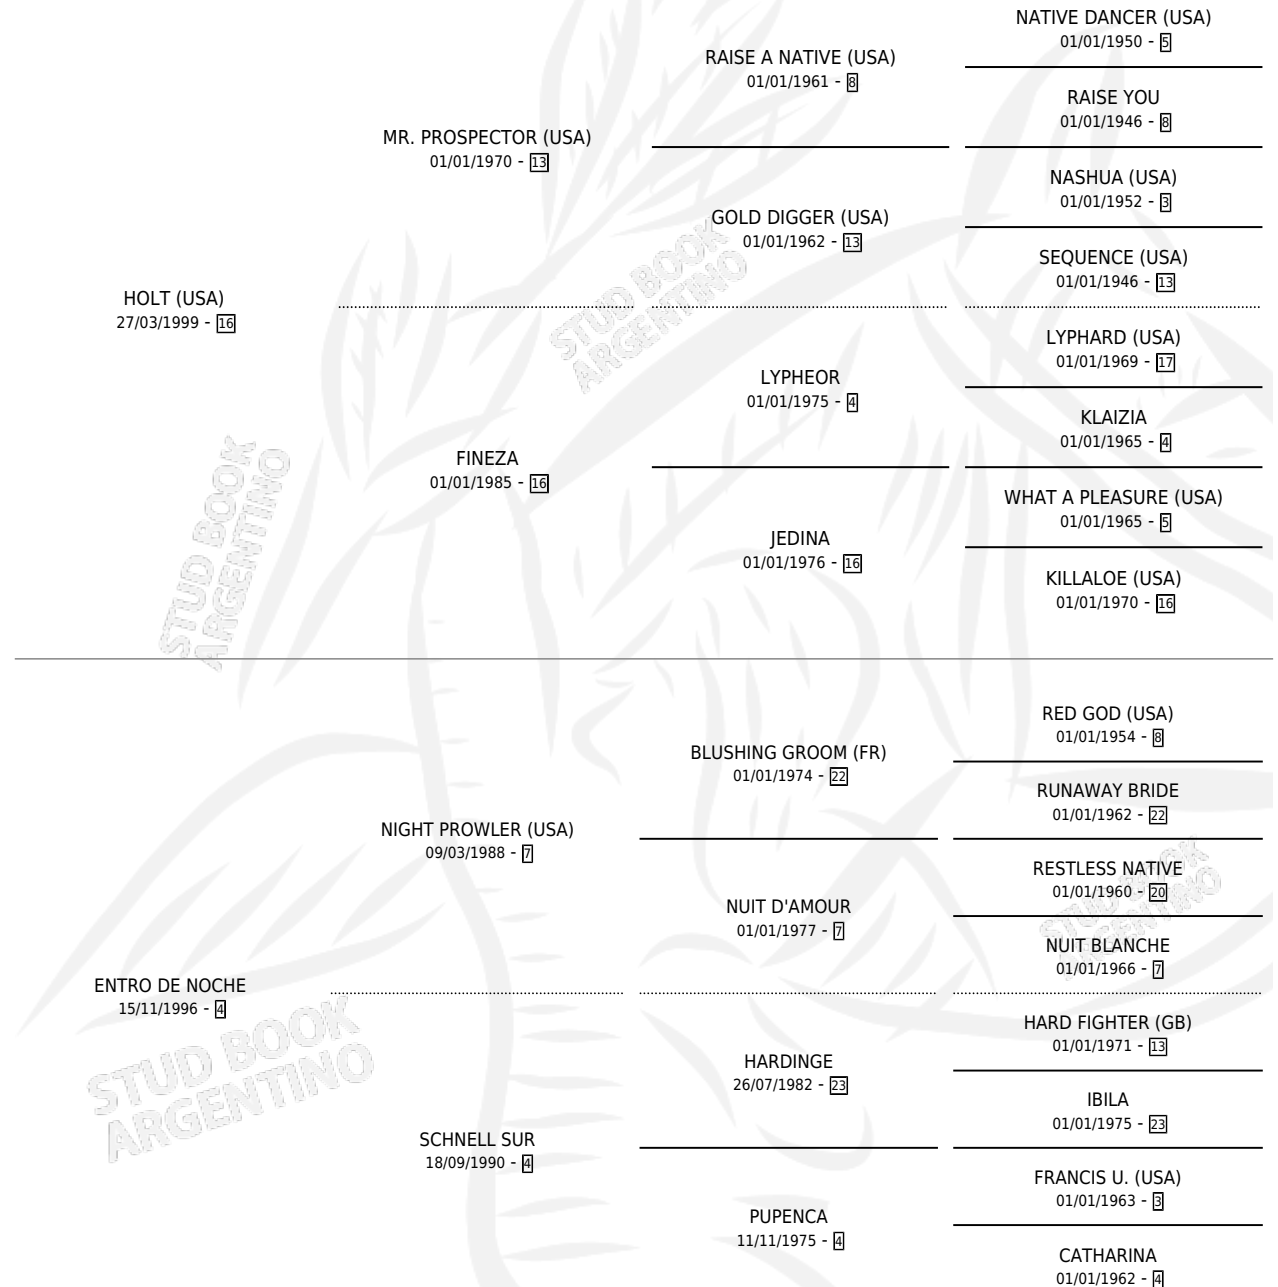 NATIVE DANCER (USA)
01/01/1950 - 5
RAISE A NATIVE (USA)
01/01/1961 - 8
RAISE YOU
01/01/1946 - 8
MR. PROSPECTOR (USA)
01/01/1970 - 13
NASHUA (USA)
01/01/1952 - 3
GOLD DIGGER (USA)
01/01/1962 - 13
SEQUENCE (USA)
01/01/1946 - 13
HOLT (USA)
27/03/1999 - 16
STUD BOOK
ARGENTINO
LYPHARD (USA)
01/01/1969 - 17
LYPHEOR
01/01/1975 - 4
KLAIZIA
01/01/1965 - 4
FINEZA
01/01/1985 - 16
WHAT A PLEASURE (USA)
01/01/1965 - 5
JEDINA
01/01/1976 - 16
KILLALOE (USA)
01/01/1970 - 16
STUD BOOK
ARGENTINO
RED GOD (USA)
01/01/1954 - 8
BLUSHING GROOM (FR)
01/01/1974 - 22
RUNAWAY BRIDE
01/01/1962 - 22
NIGHT PROWLER (USA)
09/03/1988 - 7
RESTLESS NATIVE
01/01/1960 - 20
NUIT D'AMOUR
01/01/1977 - 7
STUD BOOK
ARGENTINO
NUIT BLANCHE
01/01/1966 - 7
ENTRO DE NOCHE
15/11/1996 - 4
STUD BOOK
ARGENTINO
HARD FIGHTER (GB)
01/01/1971 - 13
HARDINGE
26/07/1982 - 23
IBILA
01/01/1975 - 23
SCHNELL SUR
18/09/1990 - 4
FRANCIS U. (USA)
01/01/1963 - 3
PUPENCA
11/11/1975 - 4
CATHARINA
01/01/1962 - 4